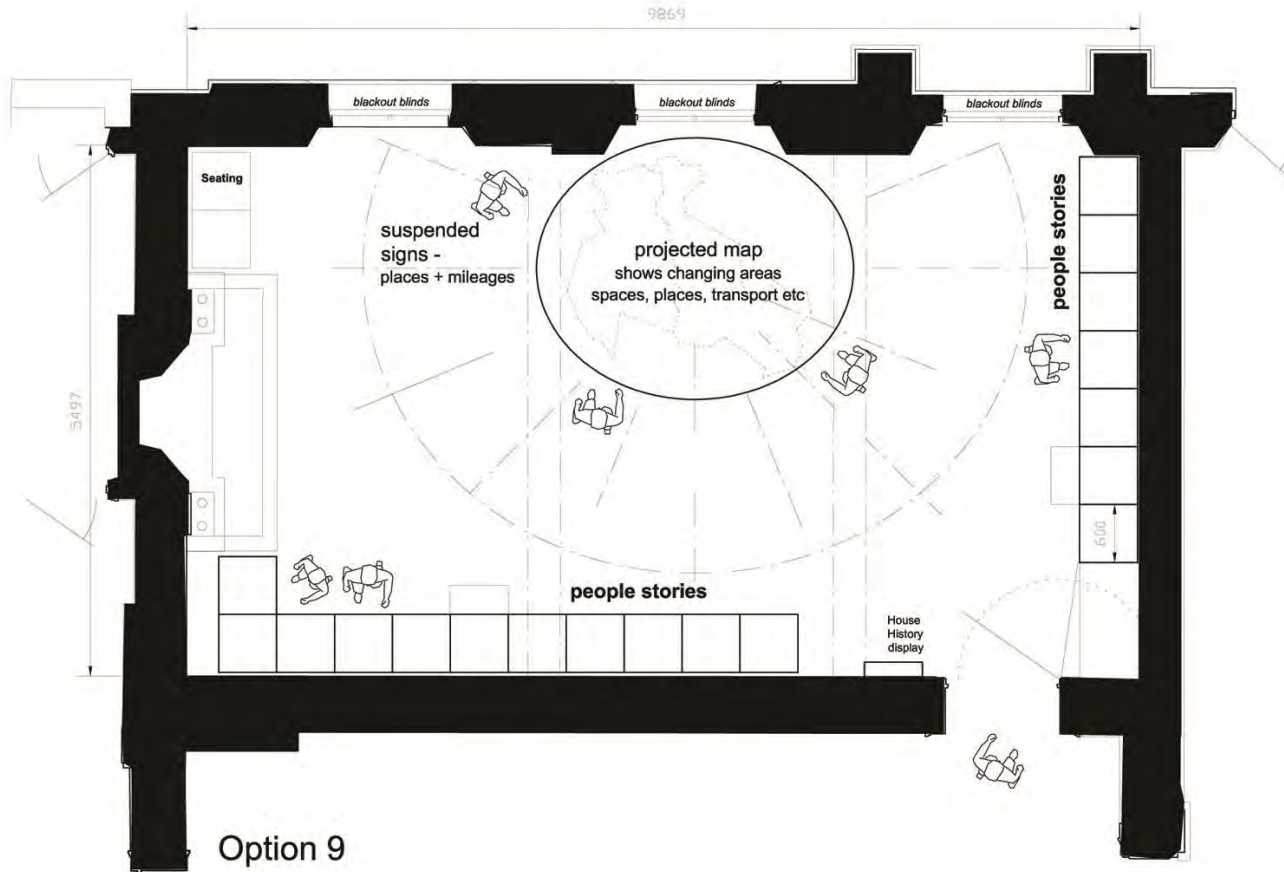 9869
blackout blinds
blackout blinds
blackout blinds
Seating
people stories
suspended
signs -
places + mileages
projected map
shows changing areas
spaces, places, transport etc
5497
600
people stories
House
History
display
Option 9